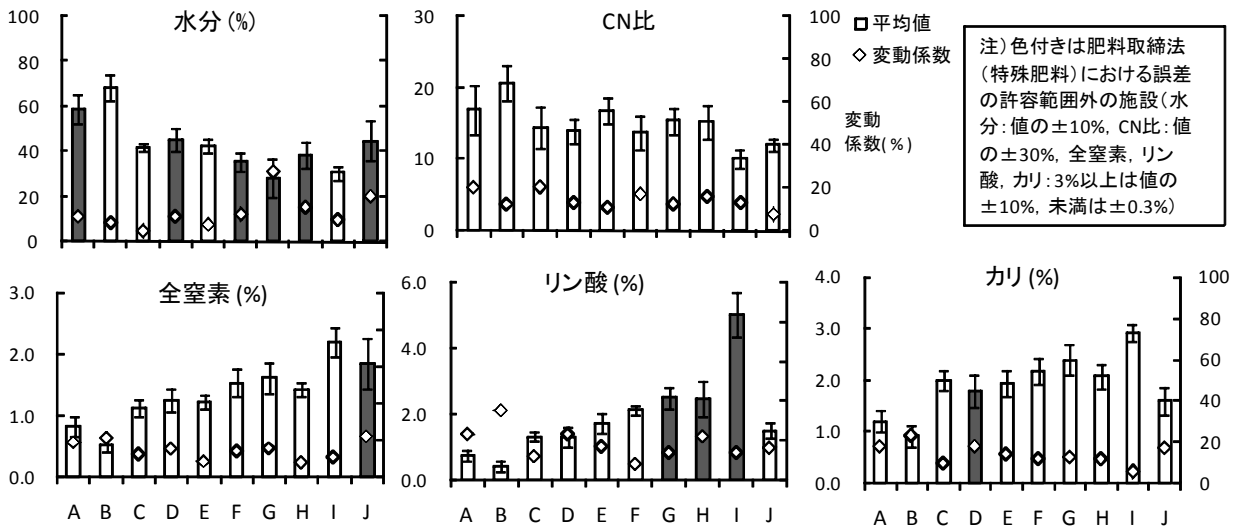 水分(%)
100
80
60
40
20
0
A B C D E F G H I J
CN比
30
20
10
0
100
80
60
40
20
0
A B C D E F G H I J
平均値
変動係数
変動
係数(%)
注)色付きは肥料取締法
(特殊肥料)における誤差
の許容範囲外の施設(水
分:値の±10%, CN比:値
の±30%, 全窒素, リン
酸, カリ:3%以上は値の
±10%, 未満は±0.3%)
全窒素(%)
3.0
2.0
1.0
0.0
A B C D E F G H I J
リン酸(%)
6.0
4.0
2.0
0.0
A B C D E F G H I J
カリ(%)
4.0
3.0
2.0
1.0
0.0
100
80
60
40
20
0
A B C D E F G H I J